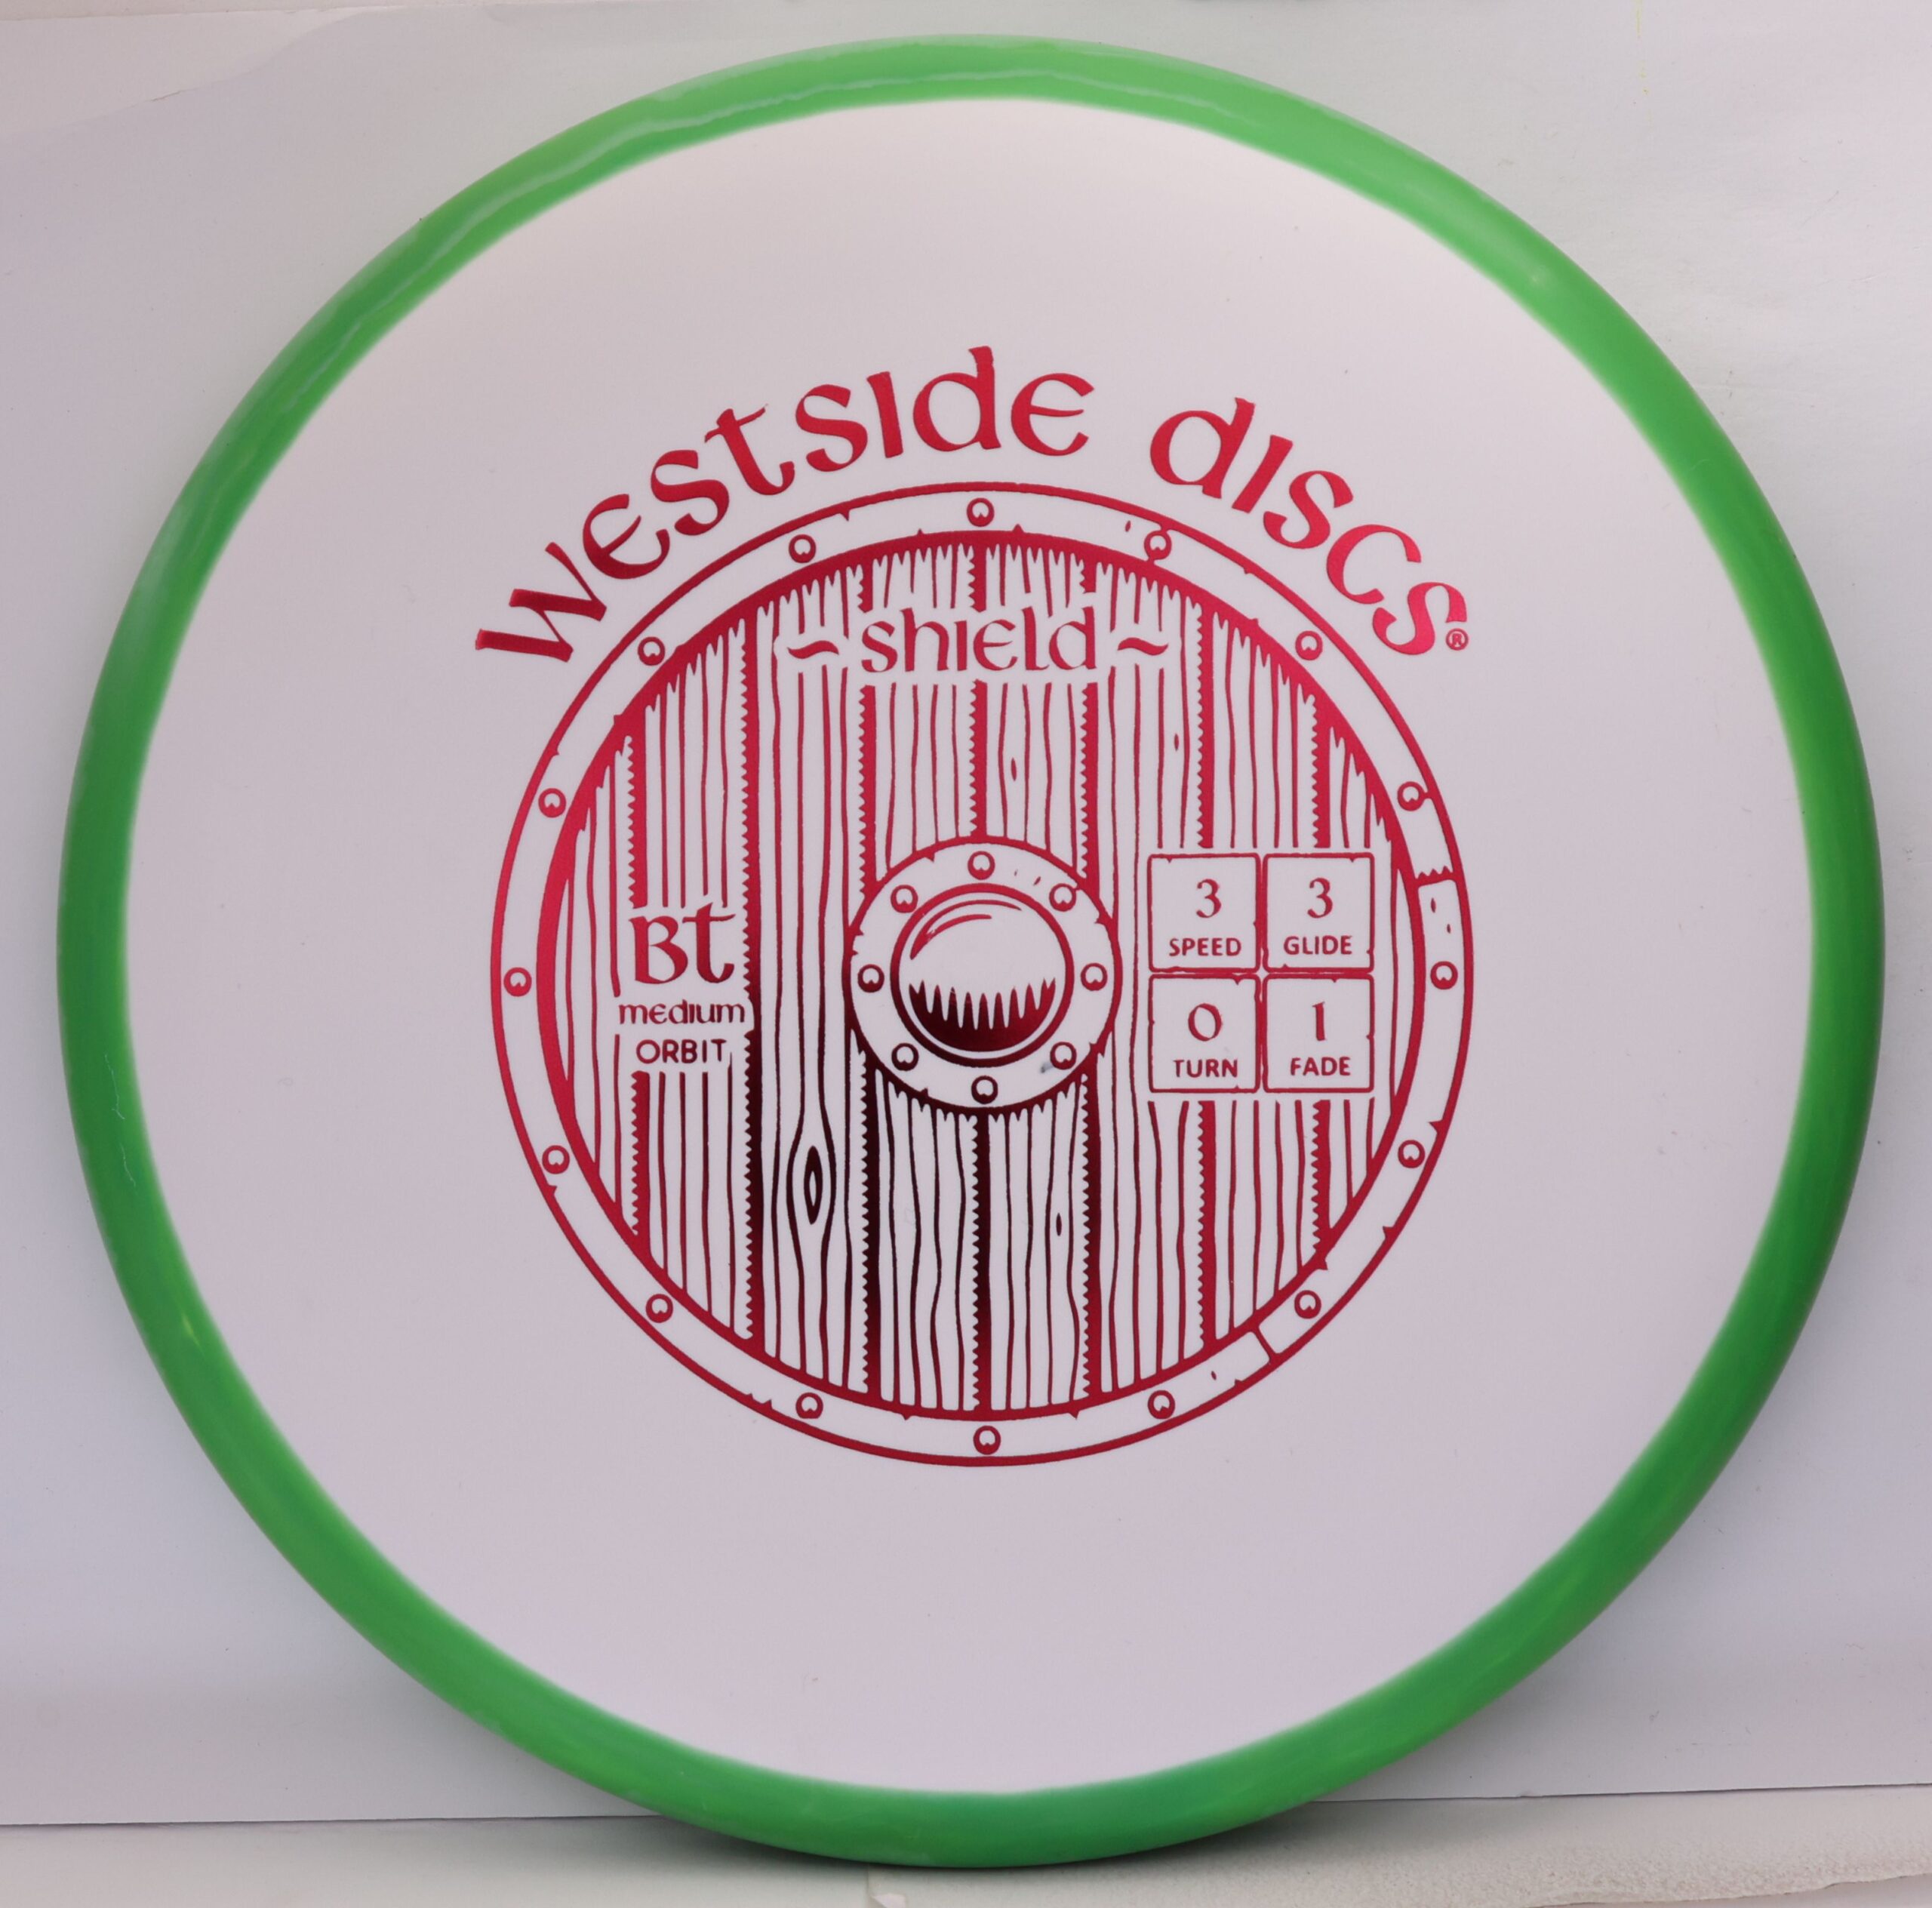 westside discs®
~shield~
Bt
medium
ORBIT
3 3
SPEED GLIDE
0 1
TURN FADE